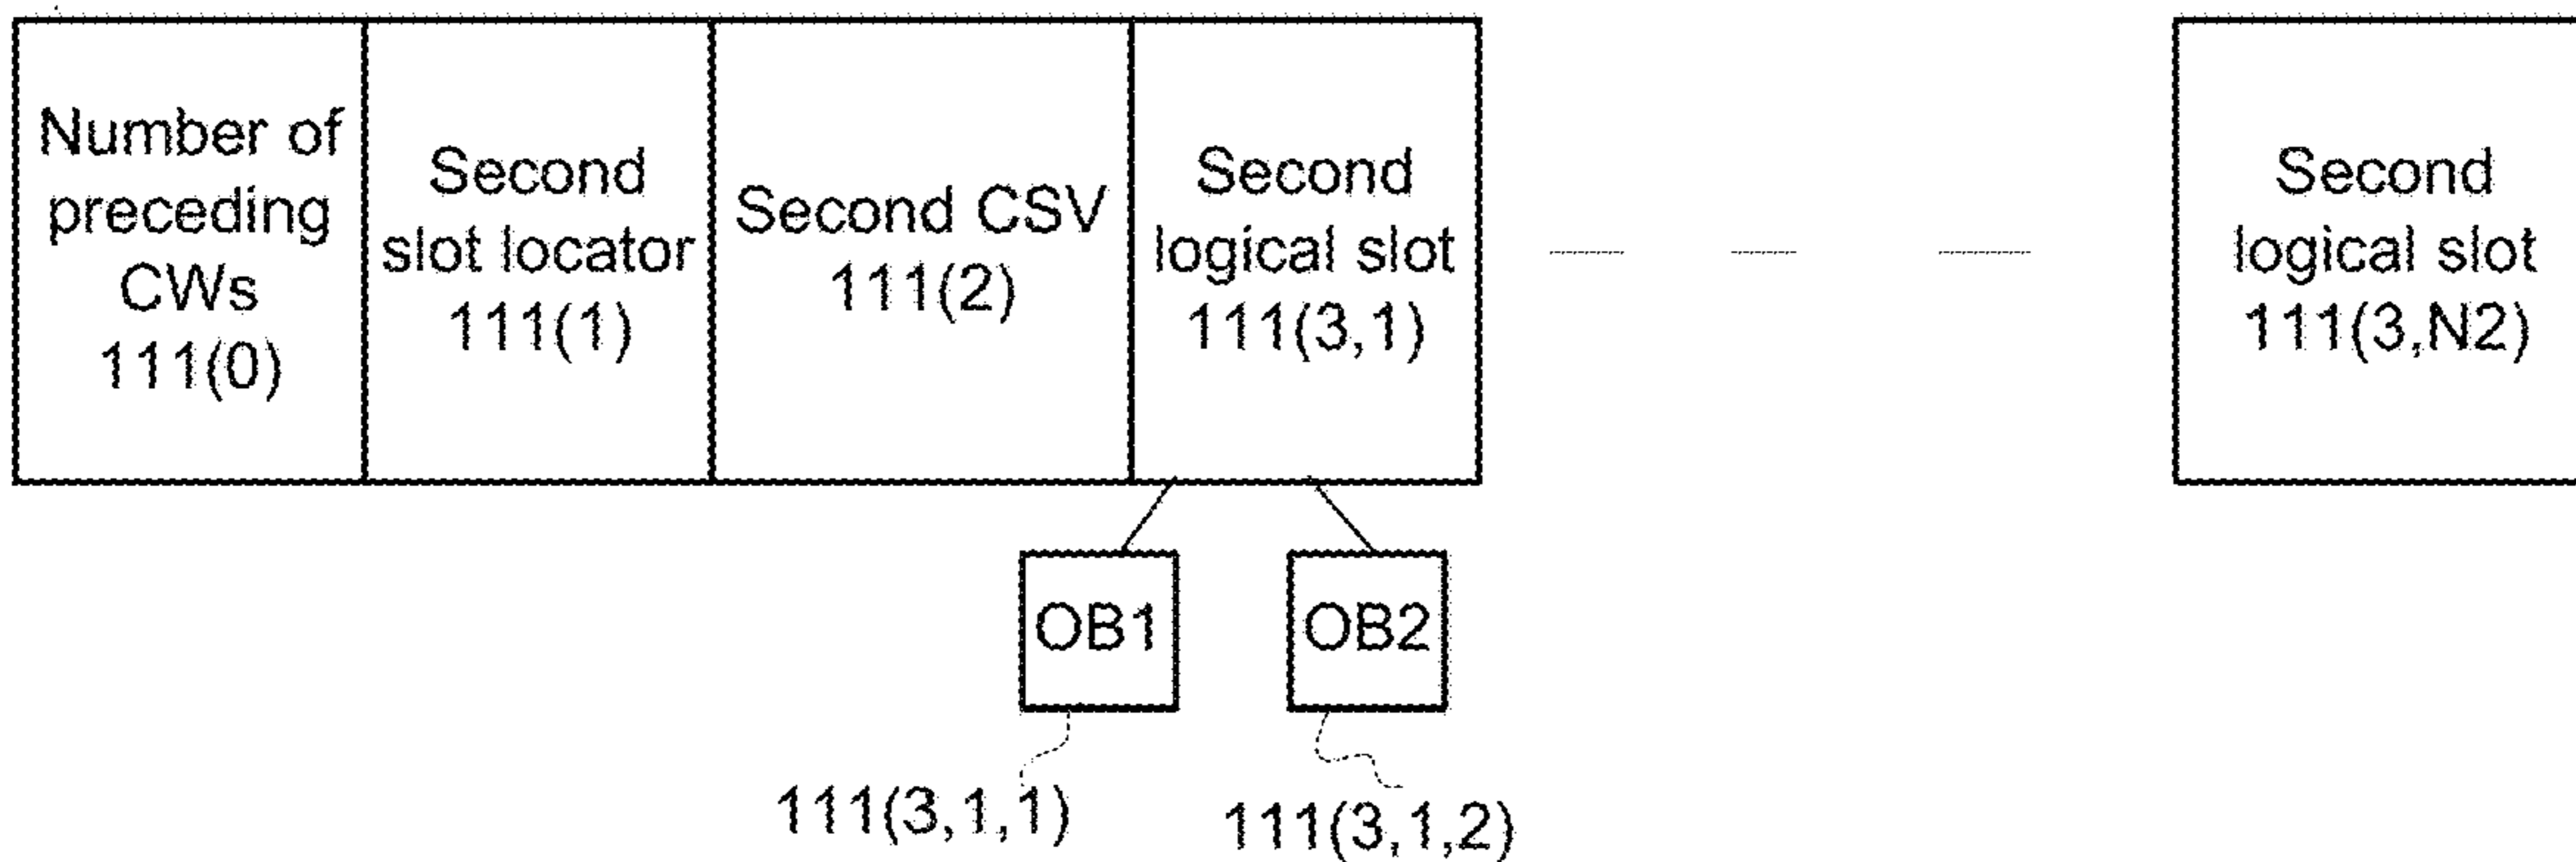 Number of
preceding
CWs
111(0)
Second
slot locator
111(1)
Second CSV
111(2)
Second
logical slot
111(3,1)
Second
logical slot
111(3,N2)
OB1
OB2
111(3,1,1)
111(3,1,2)